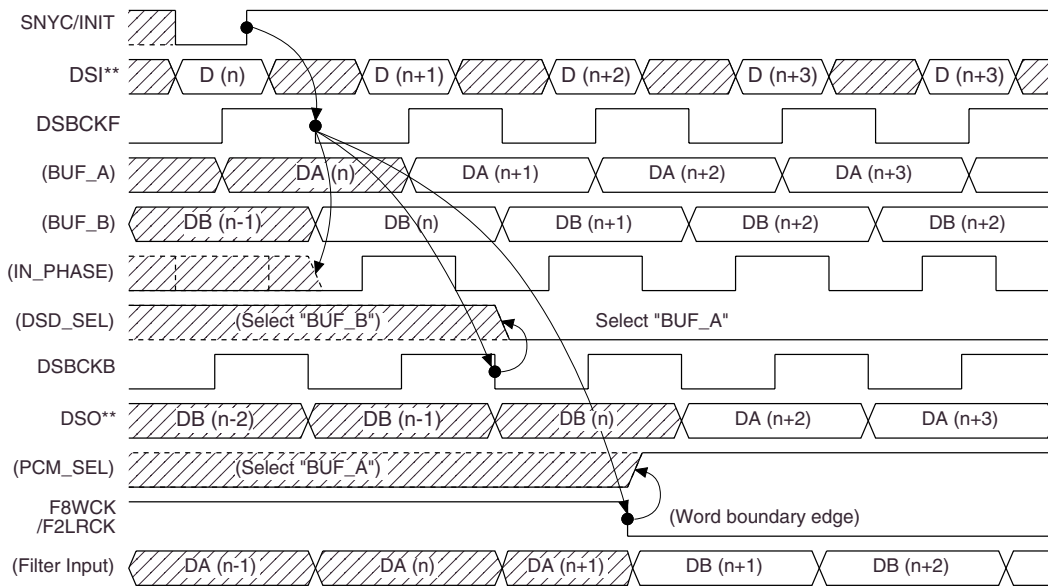 SNYC/INIT
DSI** D (n) D (n+1) D (n+2) D (n+3) D (n+3)
DSBCKF
(BUF_A) DA (n) DA (n+1) DA (n+2) DA (n+3)
(BUF_B) DB (n-1) DB (n) DB (n+1) DB (n+2) DB (n+2)
(IN_PHASE)
(DSD_SEL) (Select "BUF_B") Select "BUF_A"
DSBCKB
DSO** DB (n-2) DB (n-1) DB (n) DA (n+2) DA (n+3)
(PCM_SEL) (Select "BUF_A")
F8WCK
/F2LRCK (Word boundary edge)
(Filter Input) DA (n-1) DA (n) DA (n+1) DB (n+1) DB (n+2)